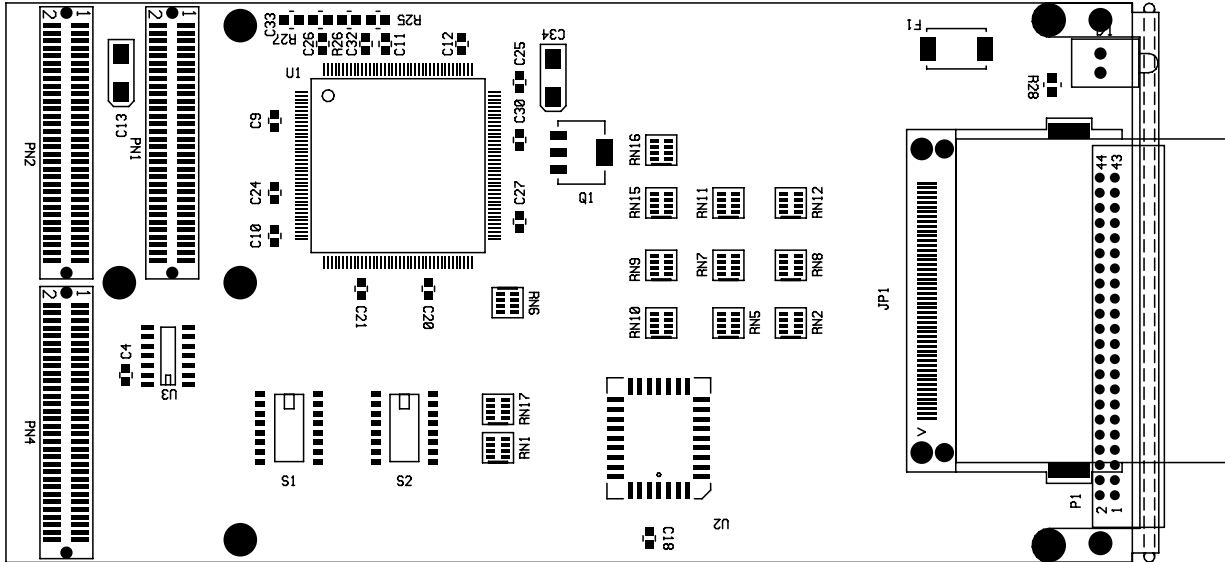 2 1
2 1
C33
R25
R27
C26
R26
C32
C11
C12
C34
C25
F1
R28
U1
C13
PN1
PN2
C9
C30
RN16
44 43
C24
C27
Q1
RN15
RN11
RN12
C10
RN9
RN7
RN8
C21
C20
RN6
RN10
RN5
RN2
JP1
2 1
C4
U3
RN17
RN1
PN4
S1
S2
V
P1
2 1
U2
C18